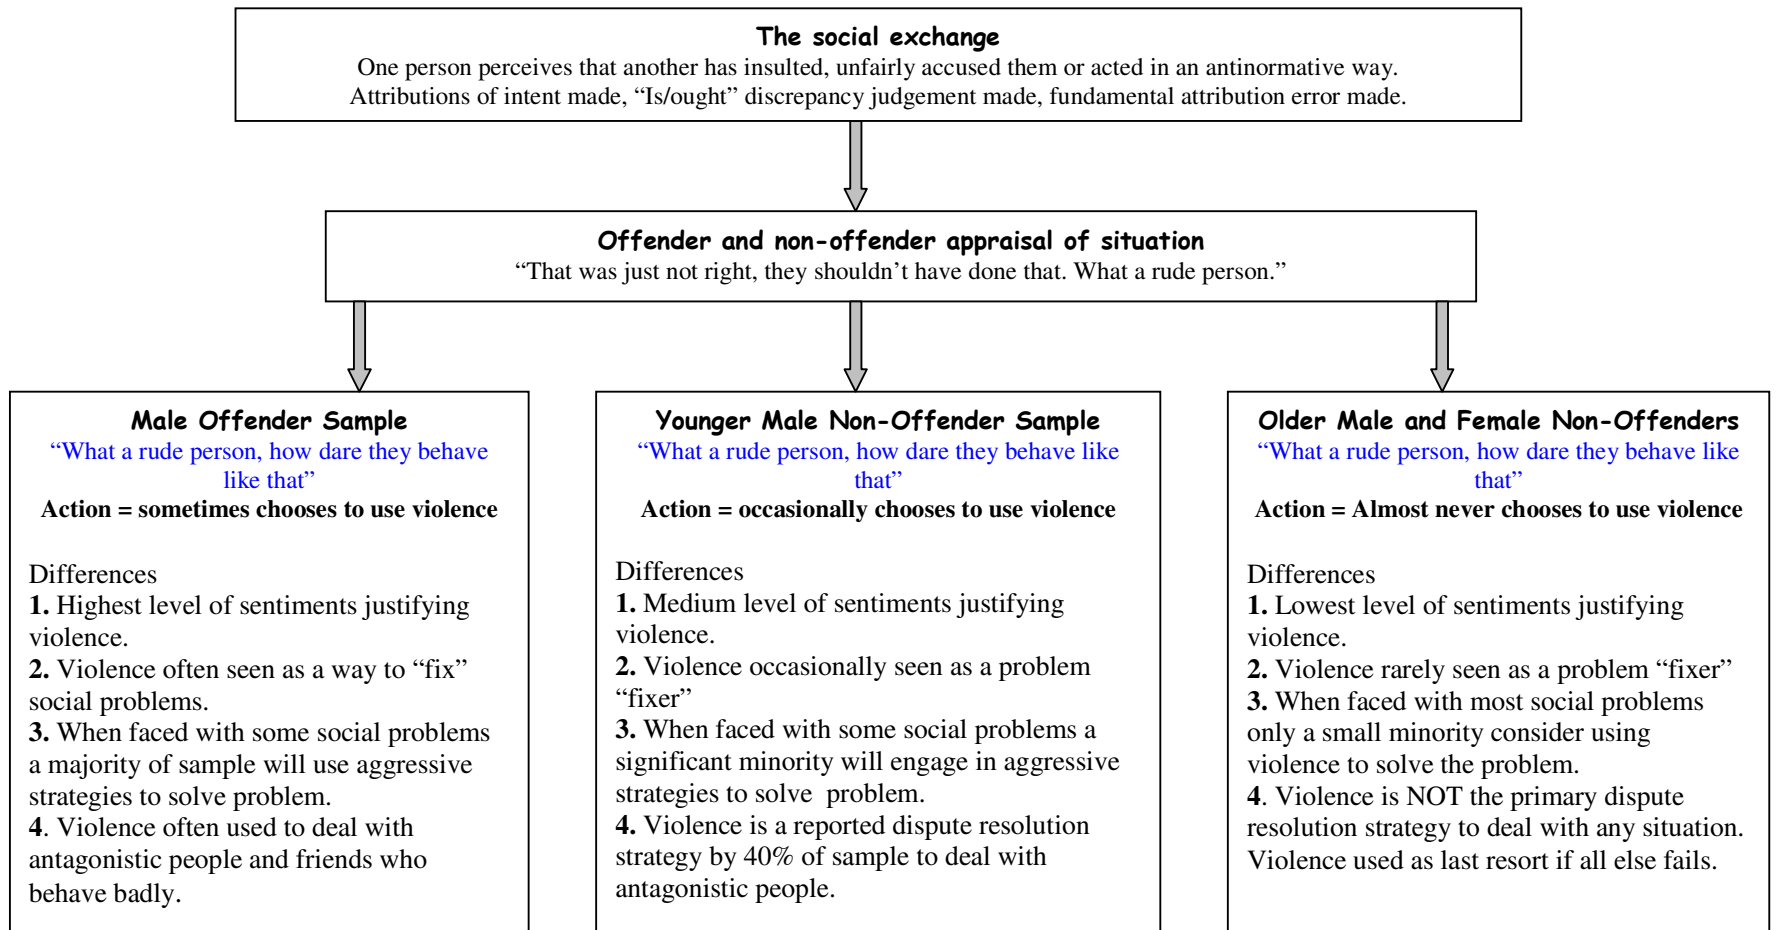 The social exchange
One person perceives that another has insulted, unfairly accused them or acted in an antinormative way.
Attributions of intent made, “Is/ought” discrepancy judgement made, fundamental attribution error made.
Offender and non-offender appraisal of situation
“That was just not right, they shouldn’t have done that. What a rude person.”
Male Offender Sample
“What a rude person, how dare they behave
like that”
Action = sometimes chooses to use violence
Differences
1. Highest level of sentiments justifying
violence.
2. Violence often seen as a way to “fix”
social problems.
3. When faced with some social problems
a majority of sample will use aggressive
strategies to solve problem.
4. Violence often used to deal with
antagonistic people and friends who
behave badly.
Younger Male Non-Offender Sample
“What a rude person, how dare they behave like
that”
Action = occasionally chooses to use violence
Differences
1. Medium level of sentiments justifying
violence.
2. Violence occasionally seen as a problem
“fixer”
3. When faced with some social problems a
significant minority will engage in aggressive
strategies to solve  problem.
4. Violence is a reported dispute resolution
strategy by 40% of sample to deal with
antagonistic people.
Older Male and Female Non-Offenders
“What a rude person, how dare they behave like
that”
Action = Almost never chooses to use violence
Differences
1. Lowest level of sentiments justifying
violence.
2. Violence rarely seen as a problem “fixer”
3. When faced with most social problems
only a small minority consider using
violence to solve the problem.
4. Violence is NOT the primary dispute
resolution strategy to deal with any situation.
Violence used as last resort if all else fails.